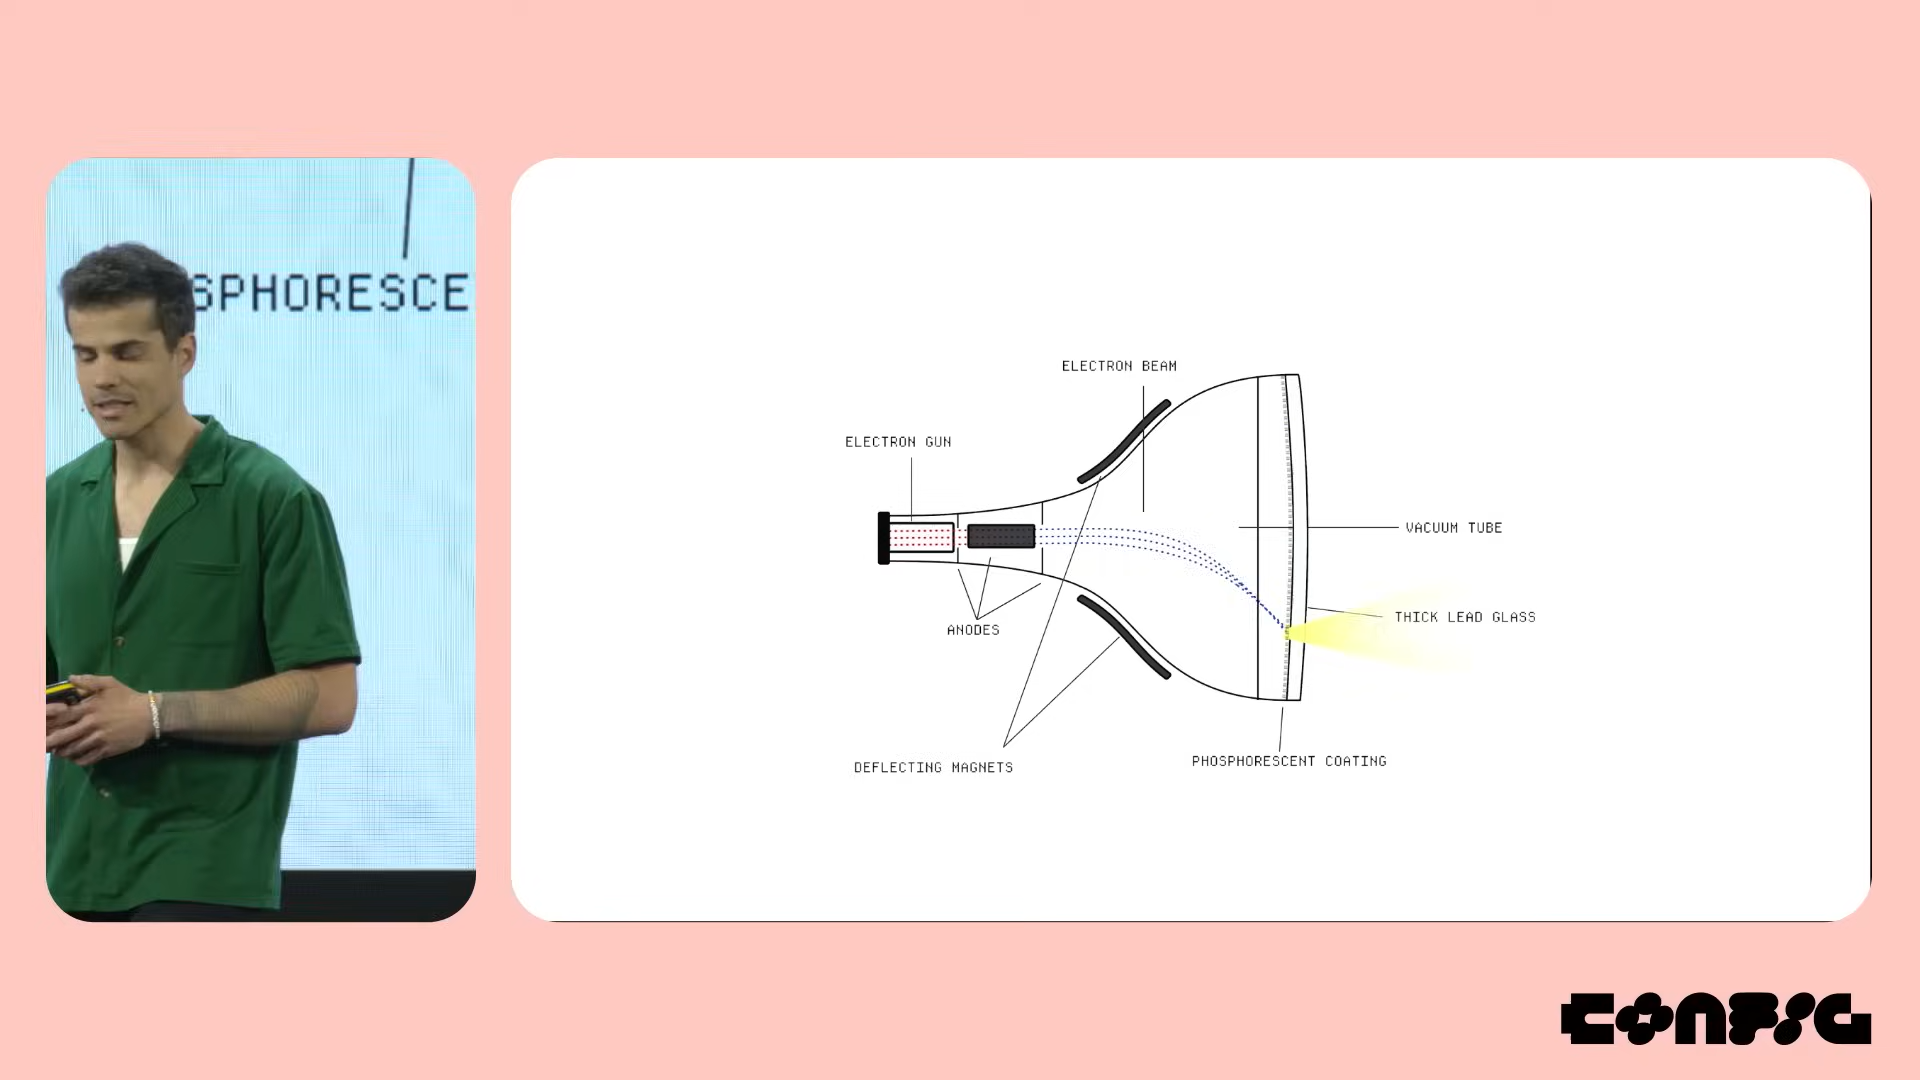 SPHORESCE
ELECTRON BEAM
ELECTRON GUN
VACUUM TUBE
THICK LEAD GLASS
ANODES
DEFLECTING MAGNETS
PHOSPHORESCENT COATING
CONFIG